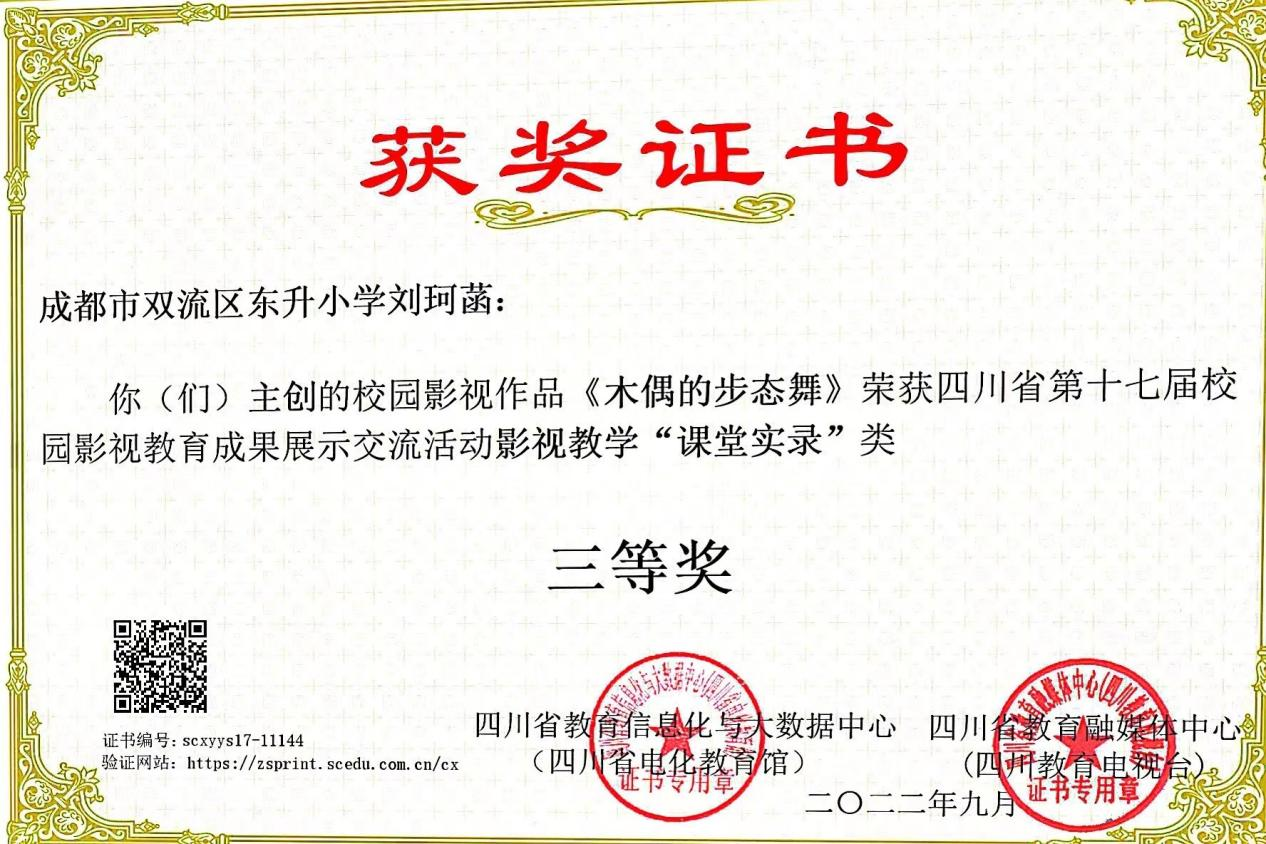 获奖证书
成都市双流区东升小学刘珂菡：
你（们）主创的校园影视作品《木偶的步态舞》荣获四川省第十七届校
园影视教育成果展示交流活动影视教学“课堂实录”类
三等奖
证书编号：scxyys17-11144
验证网站：https://zsprint.scedu.com.cn/cx
四川省教育信息化与大数据中心
（四川省电化教育馆）
证书专用章
四川省教育融媒体中心
(四川教育电视台)
证书专用章
二〇二二年九月